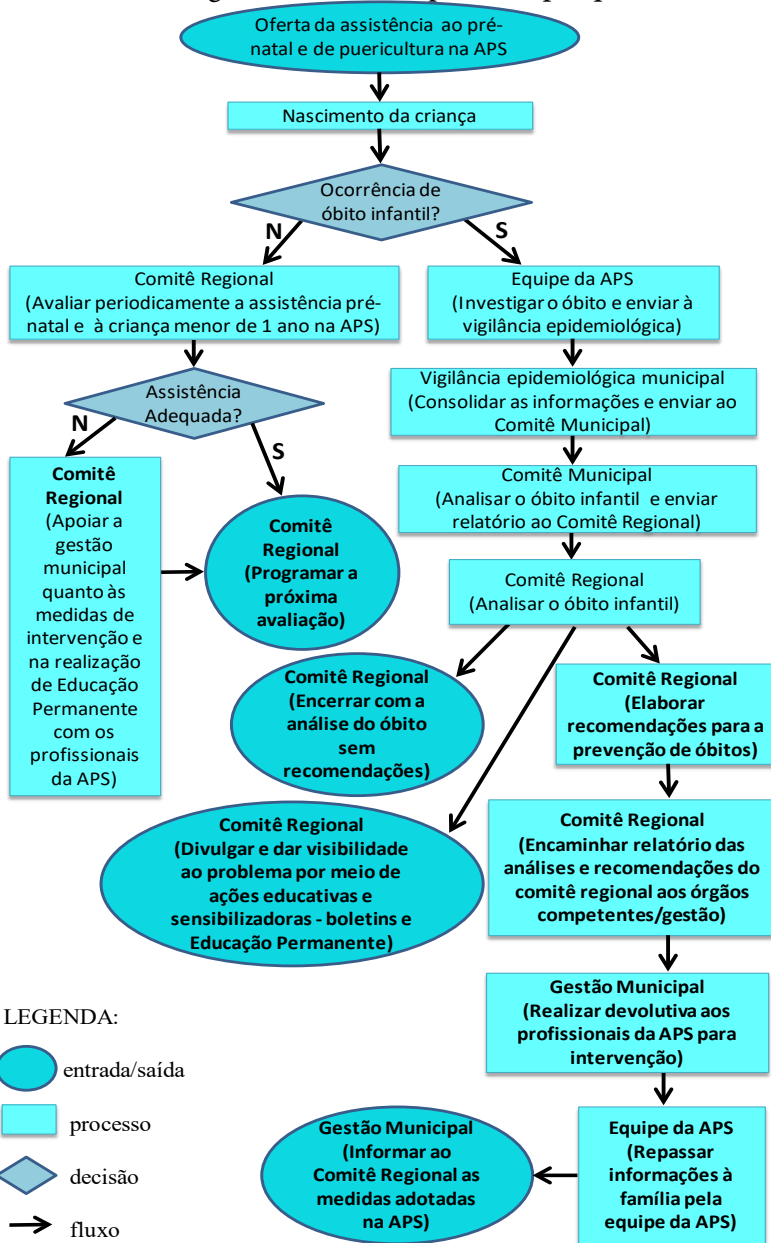 Oferta da assistência ao pré-
natal e de puericultura na APS
Nascimento da criança
Ocorrência de
óbito infantil?
N
S
Comitê Regional
(Avaliar periodicamente a assistência pré-
natal e à criança menor de 1 ano na APS)
Equipe da APS
(Investigar o óbito e enviar à
vigilância epidemiológica)
Assistência
Adequada?
N
S
Vigilância epidemiológica municipal
(Consolidar as informações e enviar ao
Comitê Municipal)
Comitê
Regional
(Apoiar a
gestão
municipal
quanto às
medidas de
intervenção e
na realização
de Educação
Permanente
com os
profissionais
da APS)
Comitê
Regional
(Programar a
próxima
avaliação)
Comitê Municipal
(Analisar o óbito infantil e enviar
relatório ao Comitê Regional)
Comitê Regional
(Analisar o óbito infantil)
Comitê Regional
(Encerrar com a
análise do óbito
sem
recomendações)
Comitê Regional
(Elaborar
recomendações para a
prevenção de óbitos)
Comitê Regional
(Divulgar e dar visibilidade
ao problema por meio de
ações educativas e
sensibilizadoras - boletins e
Educação Permanente)
Comitê Regional
(Encaminhar relatório das
análises e recomendações do
comitê regional aos órgãos
competentes/gestão)
Gestão Municipal
(Realizar devolutiva aos
profissionais da APS para
intervenção)
Equipe da APS
(Repassar
informações à
família pela
equipe da APS)
Gestão Municipal
(Informar ao
Comitê Regional as
medidas adotadas
na APS)
LEGENDA:
entrada/saída
processo
decisão
fluxo